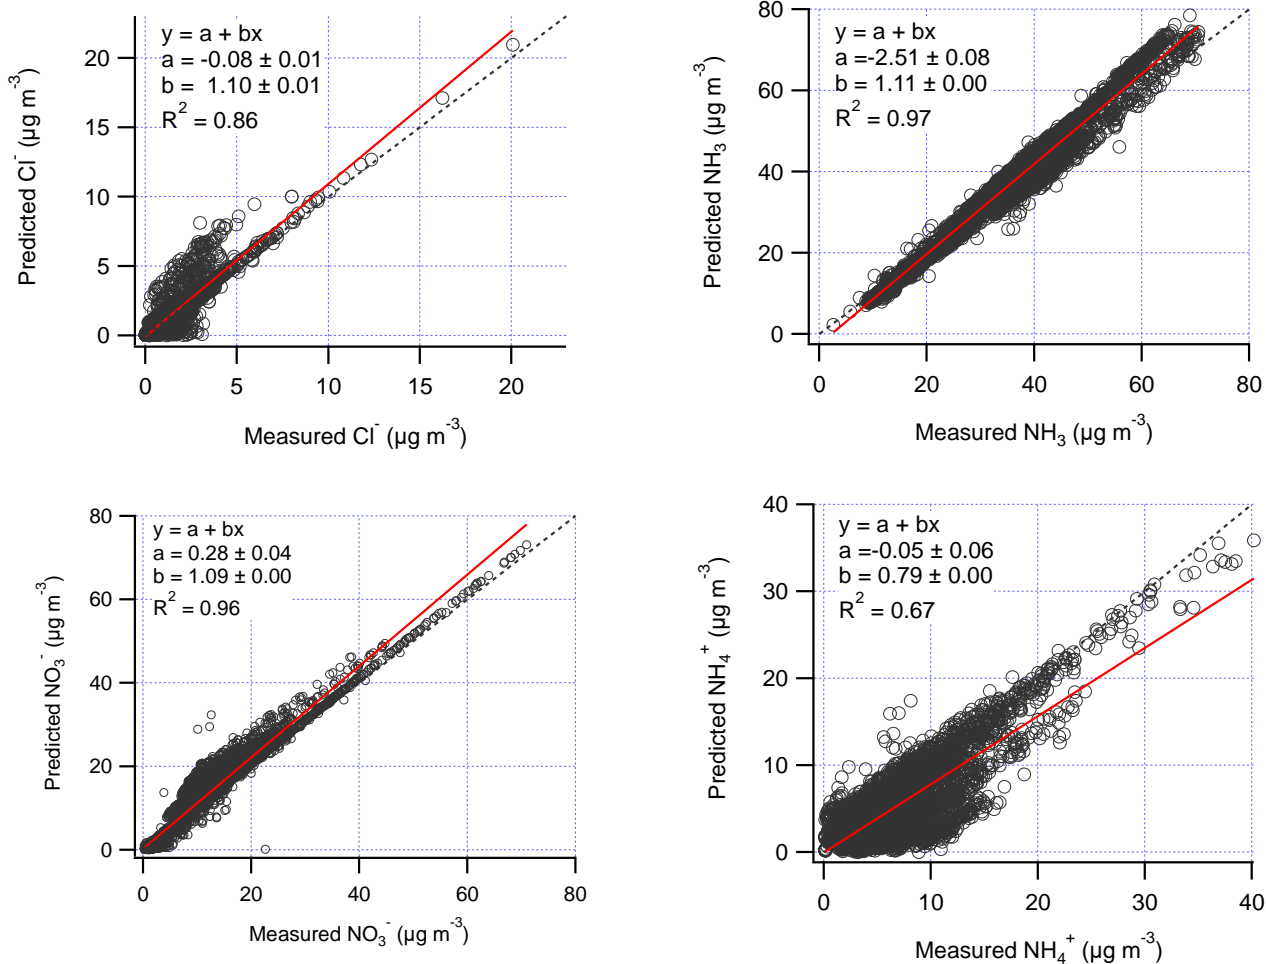 y = a + bx
a = -0.08 ± 0.01
b = 1.10 ± 0.01
R² = 0.86
20
15
10
5
0
Predicted Cl⁻ (µg m⁻³)
0 5 10 15 20
Measured Cl⁻ (µg m⁻³)
y = a + bx
a =-2.51 ± 0.08
b = 1.11 ± 0.00
R² = 0.97
80
60
40
20
0
Predicted NH₃ (µg m⁻³)
0 20 40 60 80
Measured NH₃ (µg m⁻³)
y = a + bx
a = 0.28 ± 0.04
b = 1.09 ± 0.00
R² = 0.96
80
60
40
20
0
Predicted NO₃⁻ (µg m⁻³)
0 20 40 60 80
Measured NO₃⁻ (µg m⁻³)
y = a + bx
a =-0.05 ± 0.06
b = 0.79 ± 0.00
R² = 0.67
40
30
20
10
0
Predicted NH₄⁺ (µg m⁻³)
0 10 20 30 40
Measured NH₄⁺ (µg m⁻³)